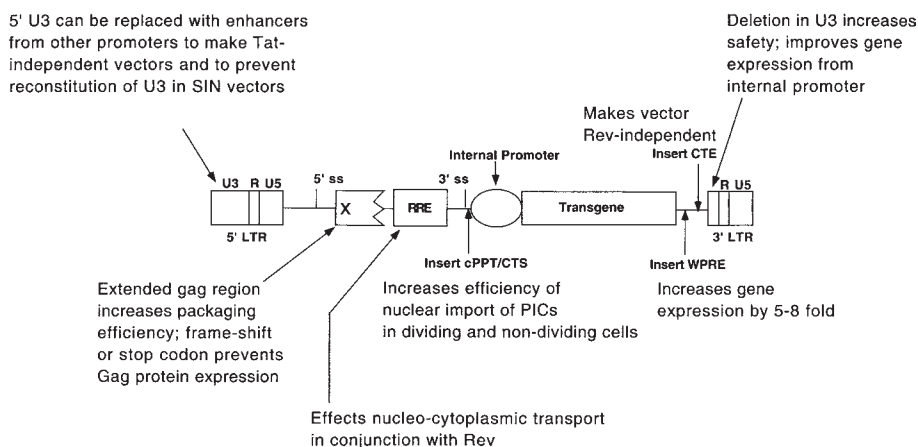 5' U3 can be replaced with enhancers
from other promoters to make Tat-
independent vectors and to prevent
reconstitution of U3 in SIN vectors
Deletion in U3 increases
safety; improves gene
expression from
internal promoter
Makes vector
Rev-independent
Insert CTE
Internal Promoter
U3 R U5
5' ss
X
RRE
3' ss
Transgene
R U5
5' LTR
3' LTR
Insert cPPT/CTS
Insert WPRE
Extended gag region
increases packaging
efficiency; frame-shift
or stop codon prevents
Gag protein expression
Increases efficiency of
nuclear import of PICs
in dividing and non-dividing cells
Increases gene
expression by 5-8 fold
Effects nucleo-cytoplasmic transport
in conjunction with Rev